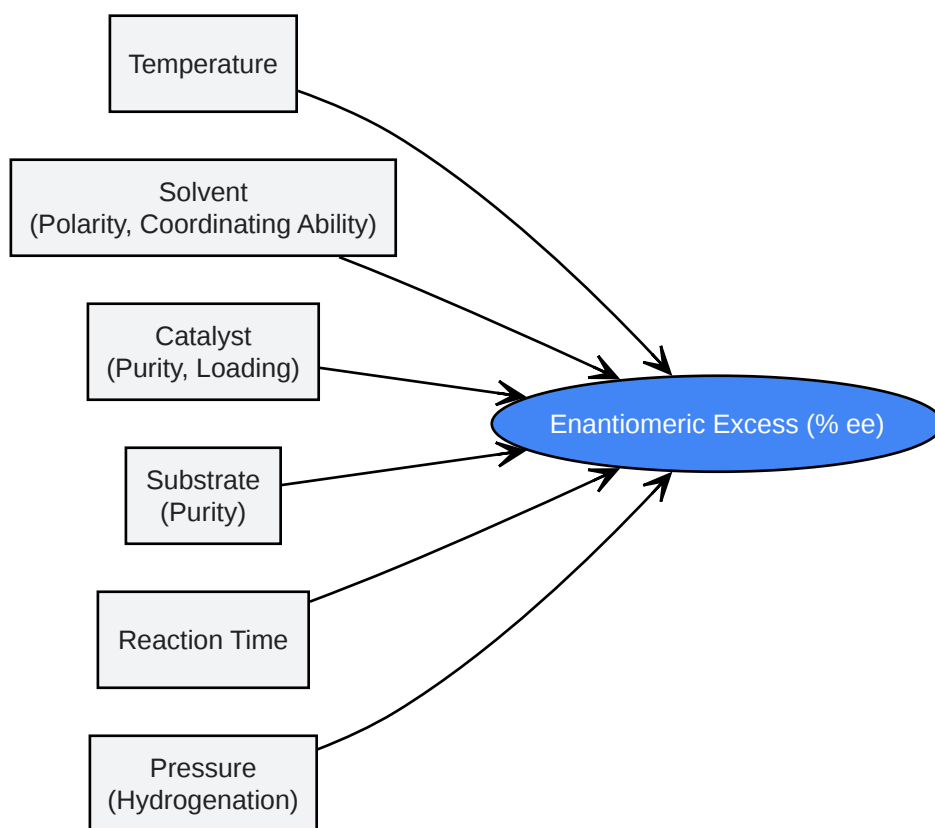 Temperature
Solvent
(Polarity, Coordinating Ability)
Catalyst
(Purity, Loading)
Enantiomeric Excess (% ee)
Substrate
(Purity)
Reaction Time
Pressure
(Hydrogenation)